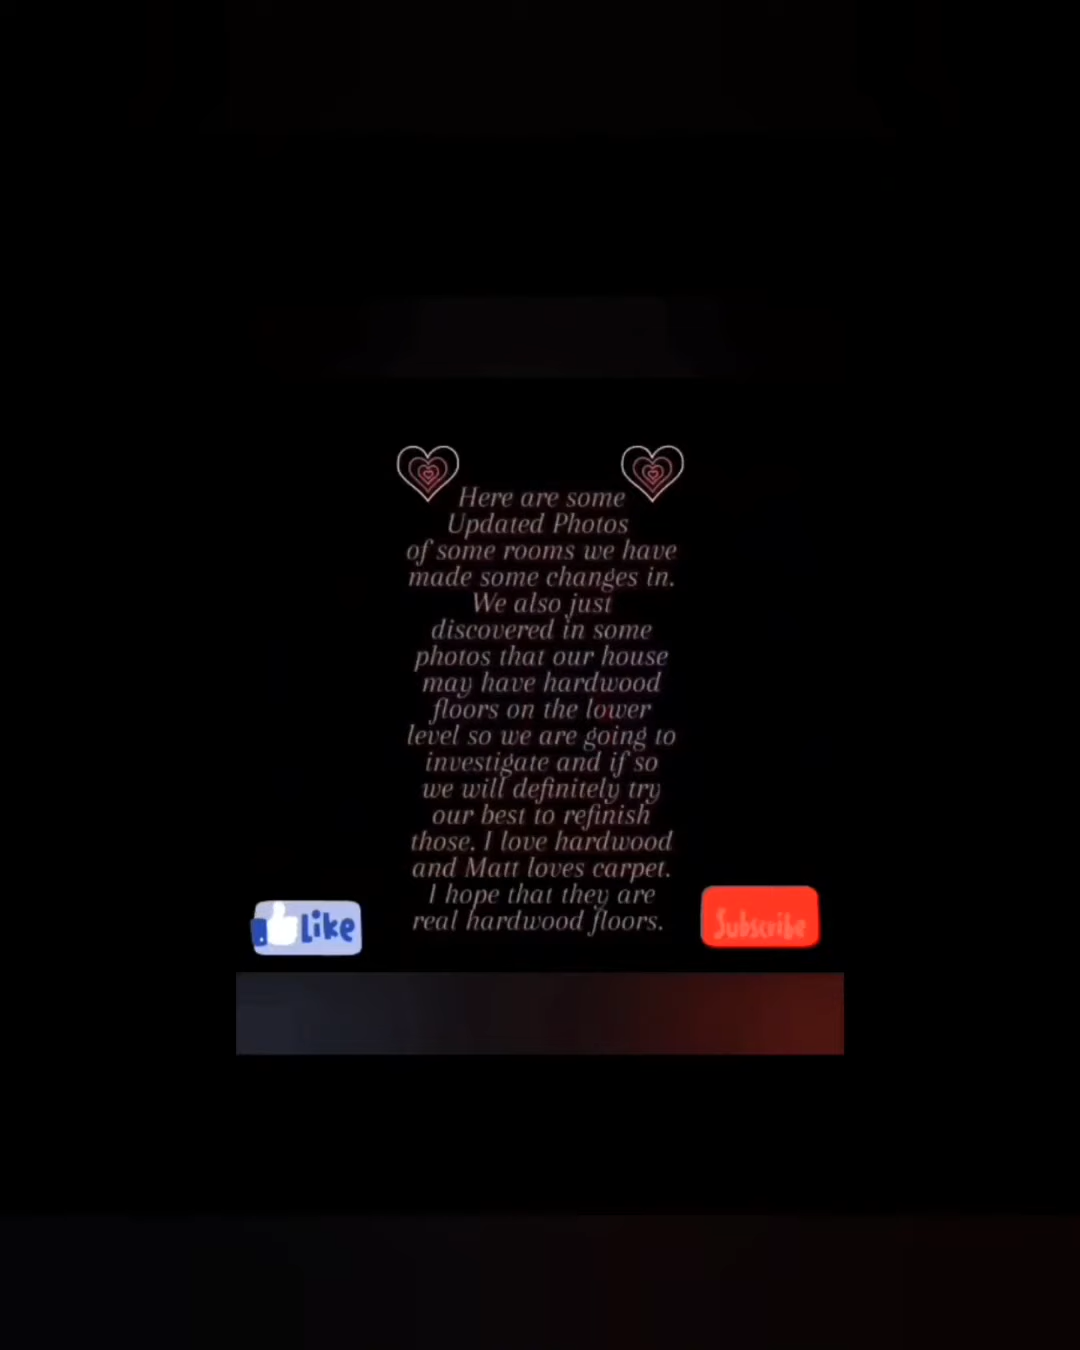 Here are some
Updated Photos
of some rooms we have
made some changes in.
We also just
discovered in some
photos that our house
may have hardwood
floors on the lower
level so we are going to
investigate and if so
we will definitely try
our best to refinish
those. I love hardwood
and Matt loves carpet.
I hope that they are
real hardwood floors.
Like
Subscribe